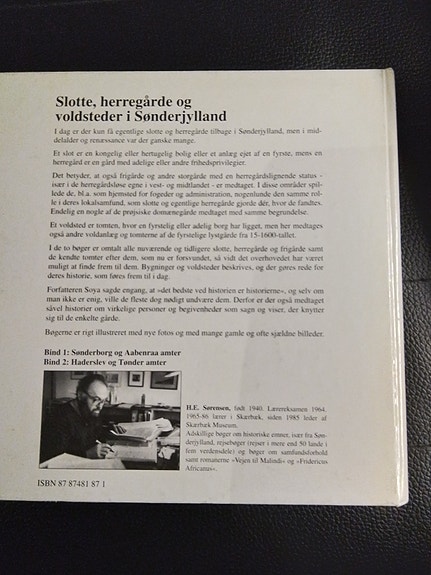 Slotte, herregårde og
voldsteder i Sønderjylland
I dag er der kun få egentlige slotte og herregårde tilbage i Sønderjylland, men i mid-
delalder og renæssance var der ganske mange.
Et slot er en kongelig eller hertugelig bolig eller et anlæg ejet af en fyrste, mens en
herregård er en gård med adelige eller andre frihedsprivilegier.
Det betyder, at også frigårde og andre storgårde med en herregårdslignende status -
især i de herregårdsløse egne i vest- og midtlandet - er medtaget. I disse områder spil-
lede de, bl.a. som hjemsted for fogeder og administration, nogenlunde den samme rol-
le i deres lokalsamfund, som slotte og egentlige herregårde gjorde dér, hvor de fandtes.
Endelig en nogle af de prøjsiske domænegårde medtaget med samme begrundelse.
Et voldsted er tomten, hvor en fyrstelig eller adelig borg har ligget, men her medtages
også andre voldanlæg og tomterne af de fyrstelige lystgårde fra 15-1600-tallet.
I de to bøger er omtalt alle nuværende og tidligere slotte, herregårde og frigårde samt
de kendte tomter efter dem, som nu er forsvundet, så vidt det overhovedet har været
muligt at finde frem til dem. Bygninger og voldsteder beskrives, og der gøres rede for
deres historie, som føres frem til i dag.
Forfatteren Soya sagde engang, at »det bedste ved historien er historierne«, og selv om
man ikke er enig, ville de fleste dog nødigt undvære dem. Derfor er der også medtaget
såvel historier om virkelige personer og begivenheder som sagn og viser, der knytter
sig til de enkelte gårde.
Bøgerne er rigt illustreret med nye fotos og med mange gamle og ofte sjældne billeder.
Bind 1: Sønderborg og Aabenraa amter
Bind 2: Haderslev og Tønder amter
H.E. Sørensen, født 1940. Lærereksamen 1964.
1965-86 lærer i Skærbæk, siden 1985 leder af
Skærbæk Museum.
Adskillige bøger om historiske emner, især fra Søn-
derjylland, rejsebøger (rejser i mere end 50 lande i
fem verdensdele) og bøger om samfundsforhold
samt romanerne »Vejen til Malindi« og »Fridericus
Africanus«.
ISBN 87 87481 87 1